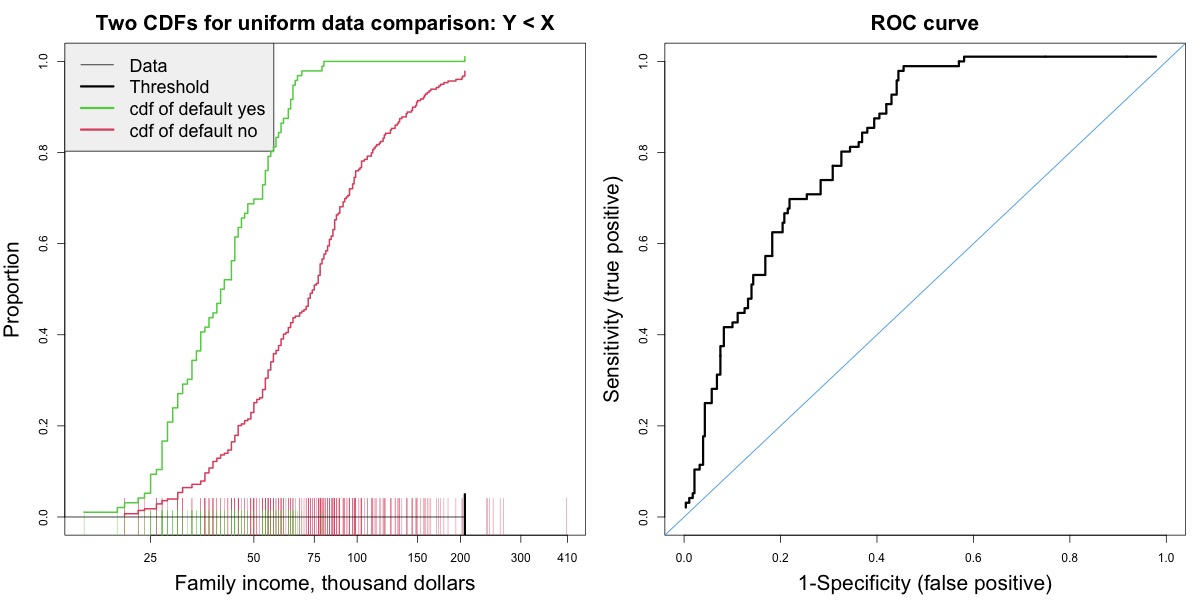 Two CDFs for uniform data comparison: Y < X
Data
Threshold
cdf of default yes
cdf of default no
Proportion
1.0
0.8
0.6
0.4
0.2
0.0
25 50 75 100 150 200 300 410
Family income, thousand dollars
ROC curve
Sensitivity (true positive)
1.0
0.8
0.6
0.4
0.2
0.0
0.0 0.2 0.4 0.6 0.8 1.0
1-Specificity (false positive)